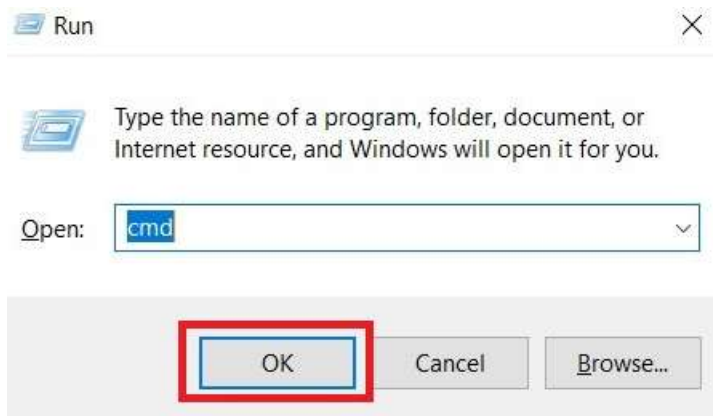 Run
Type the name of a program, folder, document, or
Internet resource, and Windows will open it for you.
Open: cmd
OK Cancel Browse...